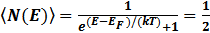 ⟨N(E)⟩ = 1/(e^{(E−E_F)/(kT)}+1) = 1/2